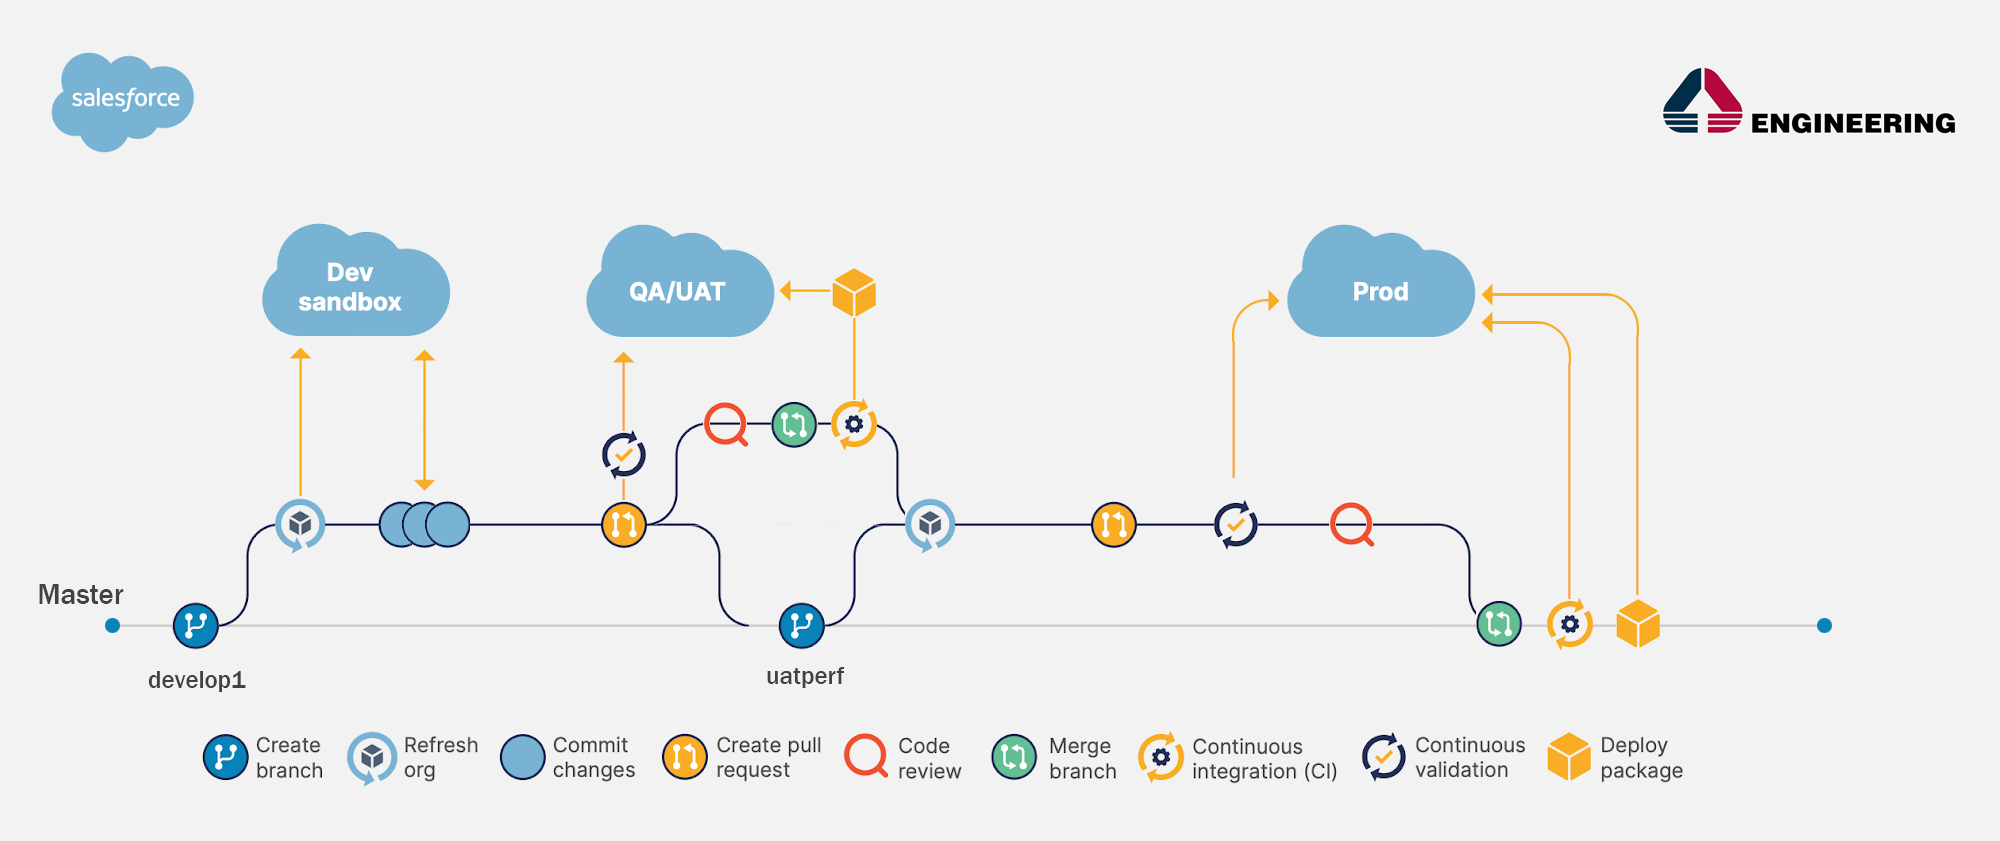 salesforce
ENGINEERING
Dev
sandbox
QA/UAT
Prod
Master
develop1
uatperf
Create
branch
Refresh
org
Commit
changes
Create pull
request
Code
review
Merge
branch
Continuous
integration (CI)
Continuous
validation
Deploy
package